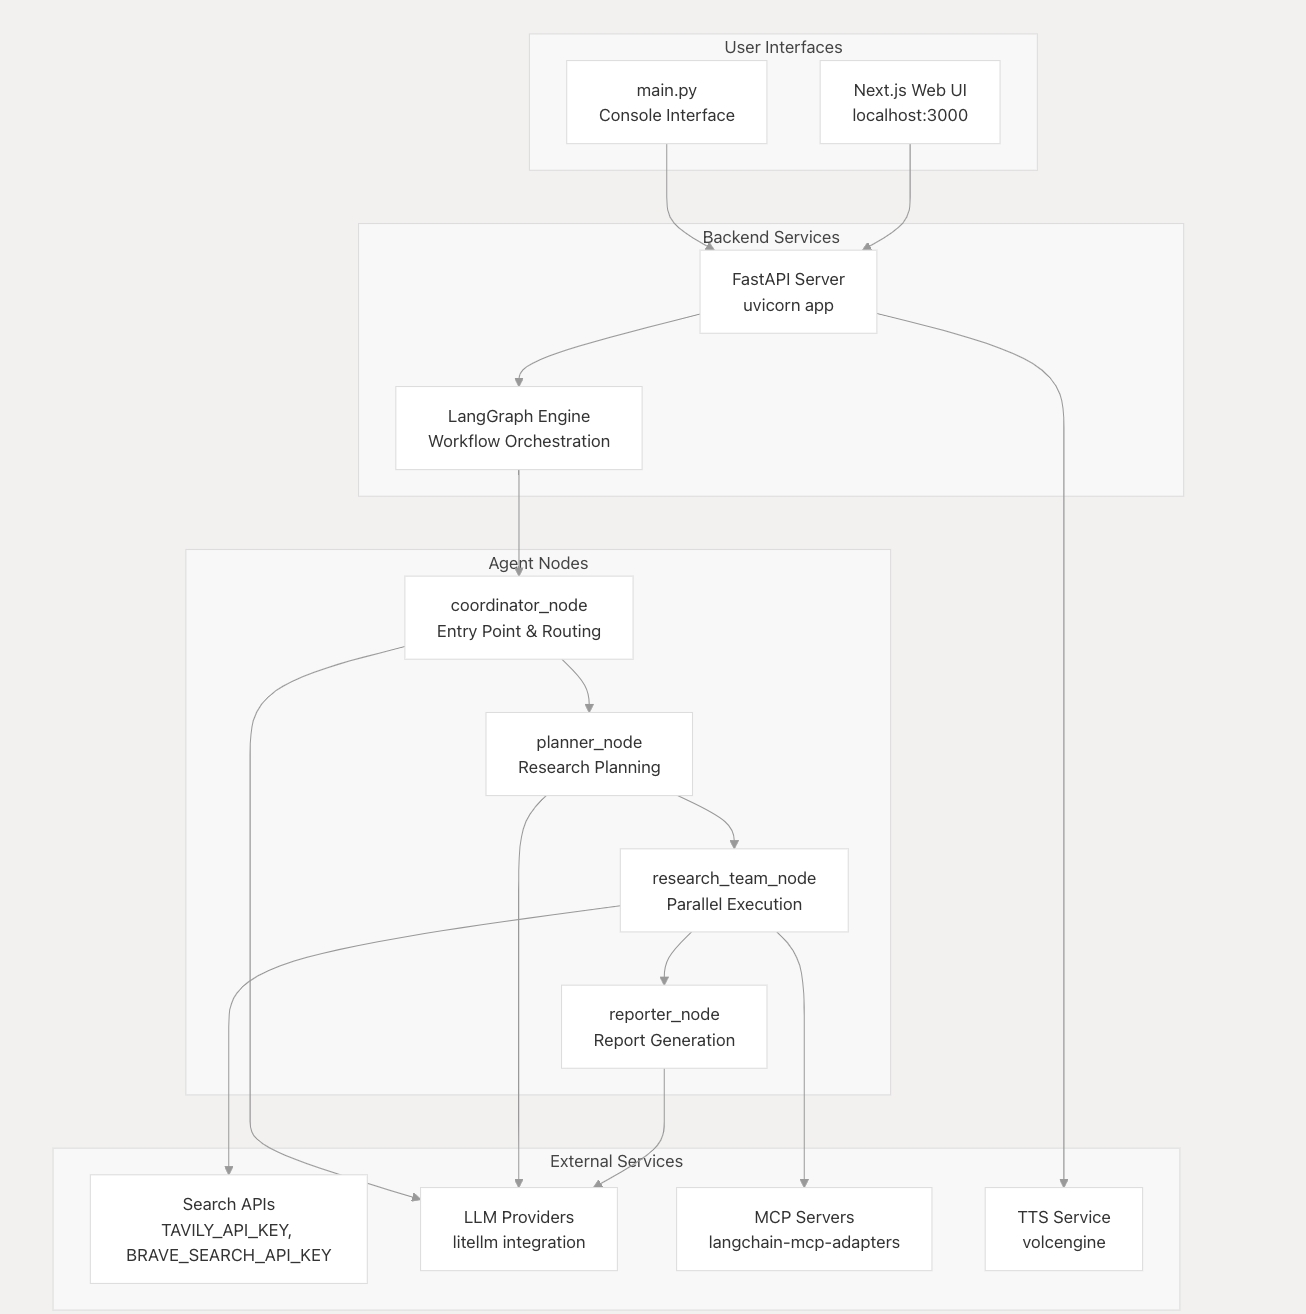 User Interfaces
main.py
Console Interface
Next.js Web UI
localhost:3000
Backend Services
FastAPI Server
uvicorn app
LangGraph Engine
Workflow Orchestration
Agent Nodes
coordinator_node
Entry Point & Routing
planner_node
Research Planning
research_team_node
Parallel Execution
reporter_node
Report Generation
External Services
Search APIs
TAVILY_API_KEY,
BRAVE_SEARCH_API_KEY
LLM Providers
litellm integration
MCP Servers
langchain-mcp-adapters
TTS Service
volcengine